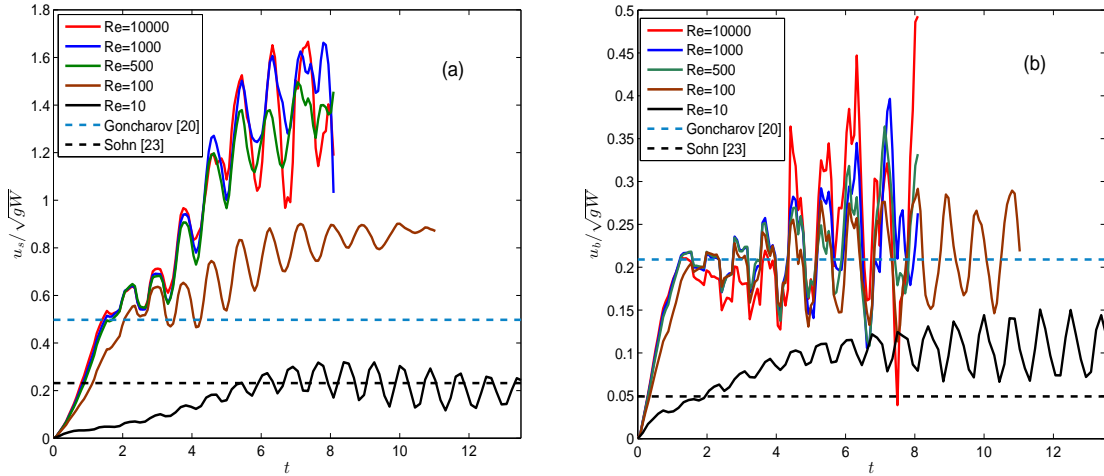 (a)
Re=10000
Re=1000
Re=500
Re=100
Re=10
Goncharov [20]
Sohn [23]
1.8
1.6
1.4
1.2
1
0.8
0.6
0.4
0.2
0
u_s/√gW
0 2 4 6 8 10 12
t
(b)
Re=10000
Re=1000
Re=500
Re=100
Re=10
Goncharov [20]
Sohn [23]
0.5
0.45
0.4
0.35
0.3
0.25
0.2
0.15
0.1
0.05
0
u_b/√gW
0 2 4 6 8 10 12
t